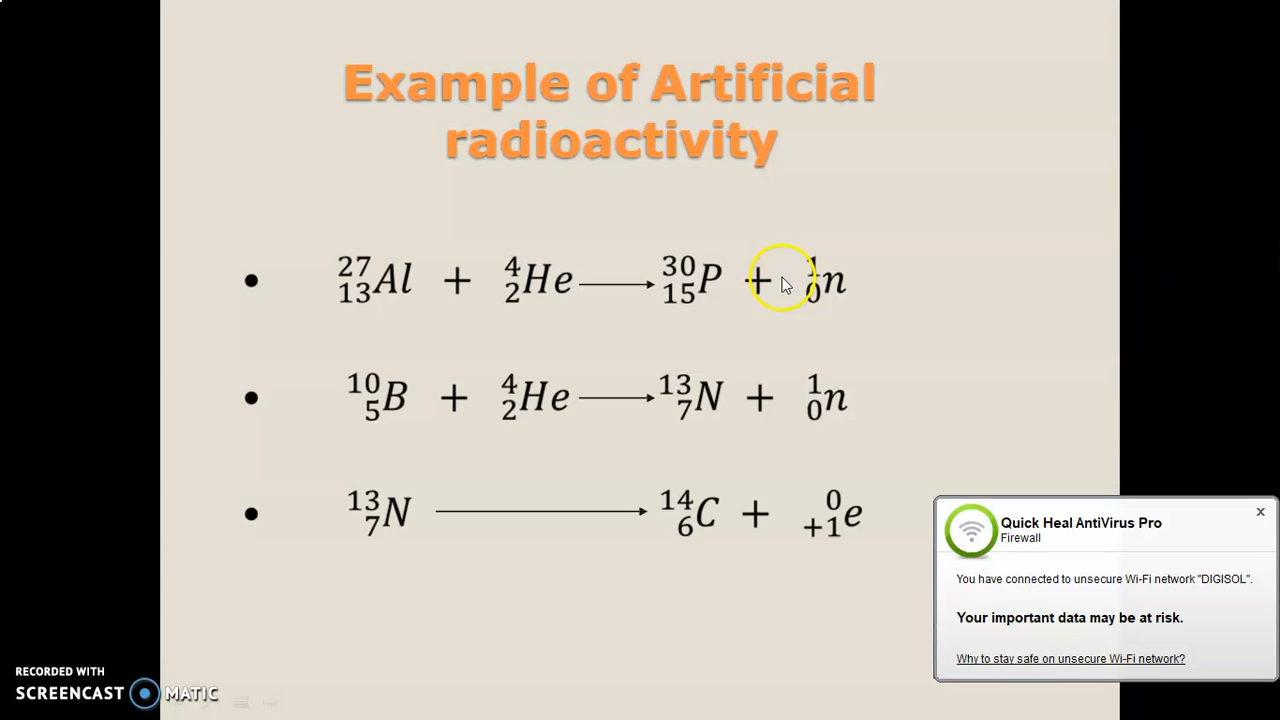 Example of Artificial
radioactivity
• ²⁷₁₃Al + ⁴₂He ⟶ ³⁰₁₅P + ¹₀n
• ¹⁰₅B + ⁴₂He ⟶ ¹³₇N + ¹₀n
• ¹³₇N ⟶ ¹⁴₆C + ⁰₊₁e
Quick Heal AntiVirus Pro
Firewall
x
You have connected to unsecure Wi-Fi network "DIGISOL".
Your important data may be at risk.
Why to stay safe on unsecure Wi-Fi network?
RECORDED WITH
SCREENCAST MATIC